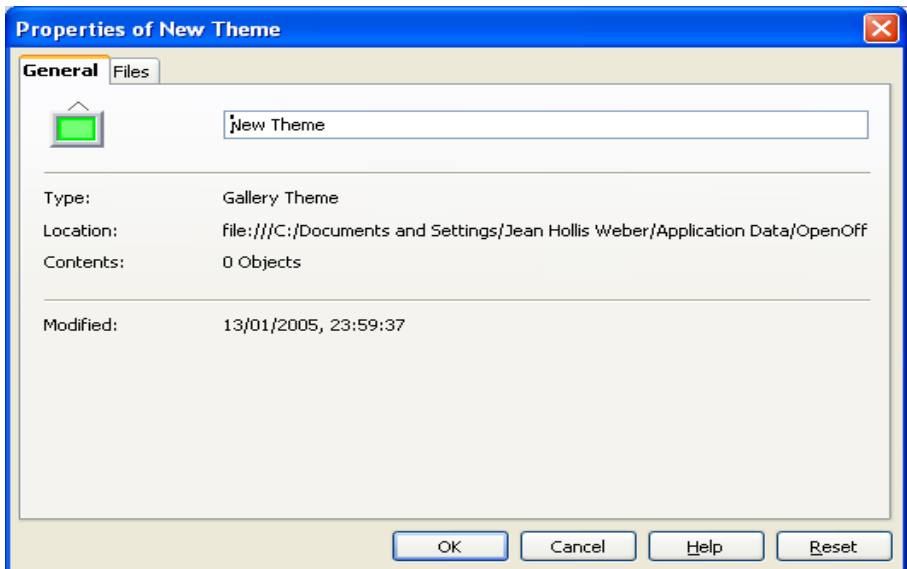 Properties of New Theme
General Files
New Theme
Type: Gallery Theme
Location: file:///C:/Documents and Settings/Jean Hollis Weber/Application Data/OpenOff
Contents: 0 Objects
Modified: 13/01/2005, 23:59:37
OK Cancel Help Reset